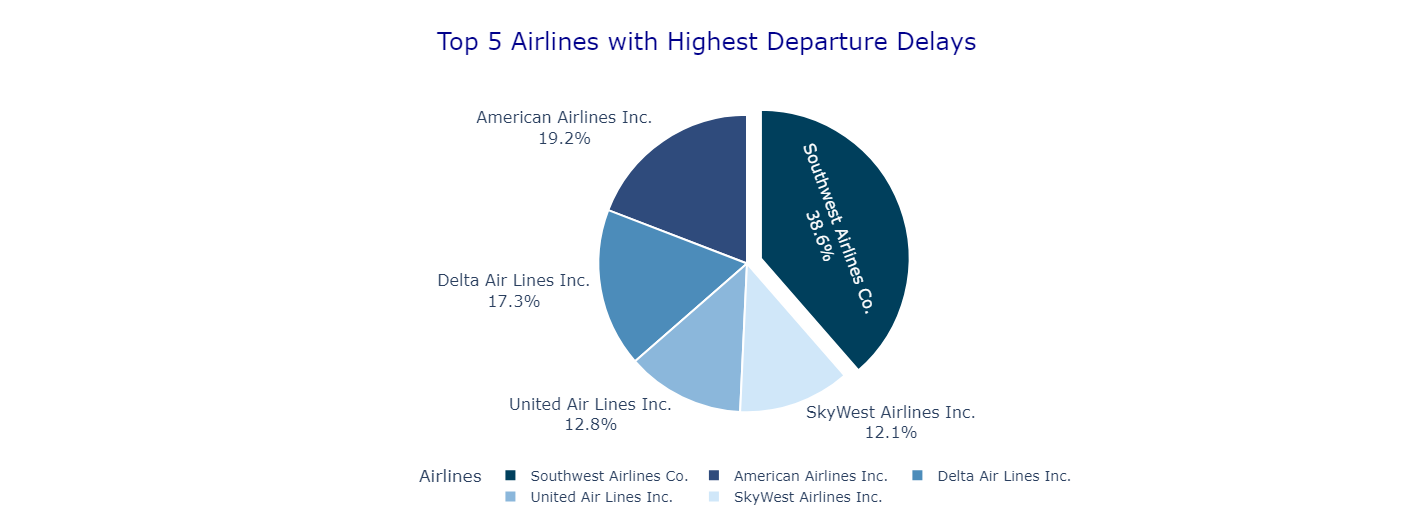 Top 5 Airlines with Highest Departure Delays
American Airlines Inc.
19.2%
Southwest Airlines Co.
38.6%
Delta Air Lines Inc.
17.3%
United Air Lines Inc.
12.8%
SkyWest Airlines Inc.
12.1%
Airlines
Southwest Airlines Co.
American Airlines Inc.
Delta Air Lines Inc.
United Air Lines Inc.
SkyWest Airlines Inc.